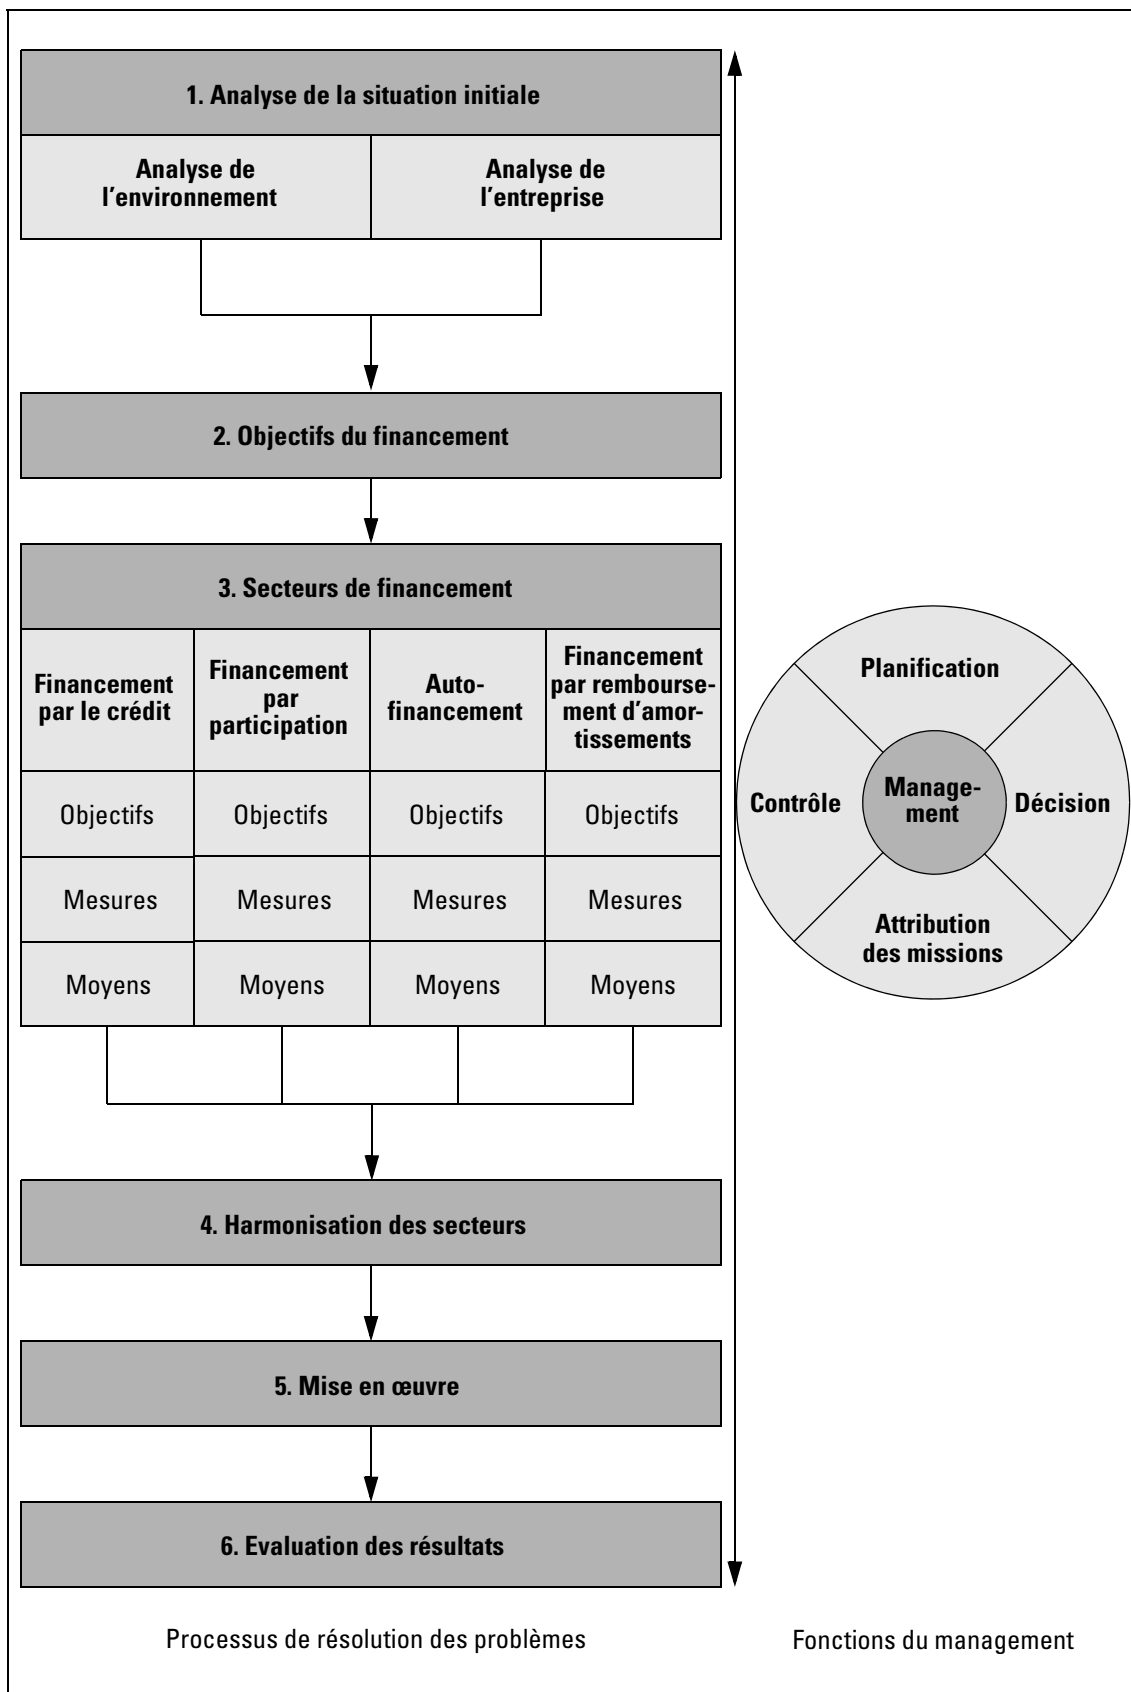 1. Analyse de la situation initiale
Analyse de
l'environnement
Analyse de
l'entreprise
2. Objectifs du financement
3. Secteurs de financement
Financement
par le crédit
Financement
par
participation
Auto-
financement
Financement
par rembourse-
ment d'amor-
tissements
Objectifs
Objectifs
Objectifs
Objectifs
Mesures
Mesures
Mesures
Mesures
Moyens
Moyens
Moyens
Moyens
4. Harmonisation des secteurs
5. Mise en œuvre
6. Evaluation des résultats
Processus de résolution des problèmes
Planification
Contrôle
Manage-
ment
Décision
Attribution
des missions
Fonctions du management